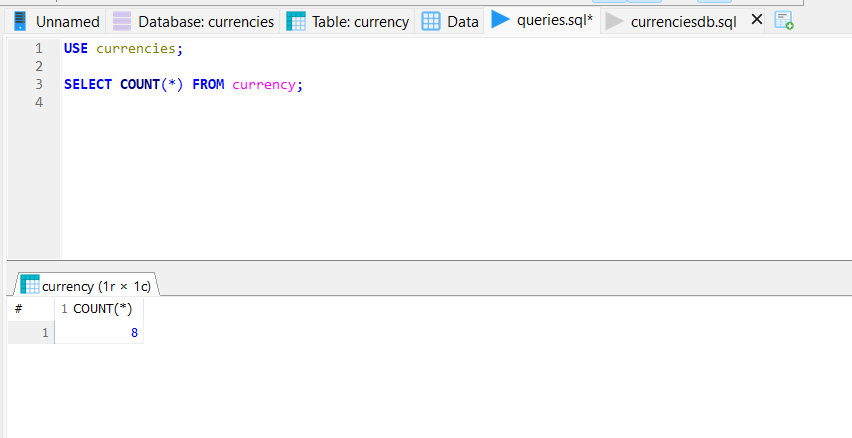 Unnamed Database: currencies Table: currency Data queries.sql* currenciesdb.sql
1 USE currencies;
2
3 SELECT COUNT(*) FROM currency;
4
currency (1r × 1c)
# 1 COUNT(*)
1 8